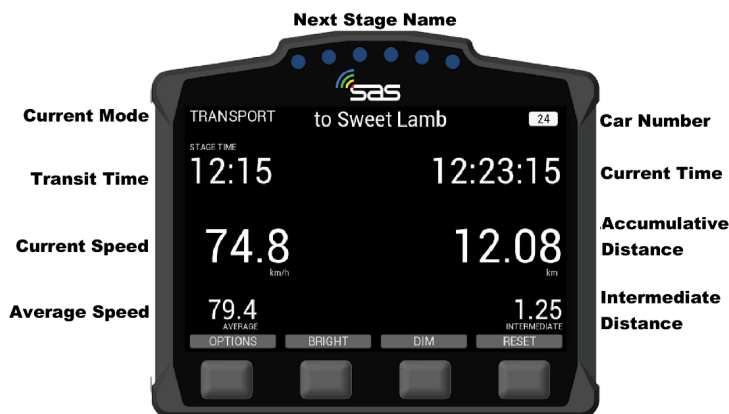 Next Stage Name
sas
Current Mode
TRANSPORT
to Sweet Lamb
24
Car Number
STAGE TIME
Transit Time
12:15
12:23:15
Current Time
Current Speed
74.8
km/h
12.08
km
Accumulative
Distance
Average Speed
79.4
AVERAGE
1.25
INTERMEDIATE
Intermediate
Distance
OPTIONS
BRIGHT
DIM
RESET